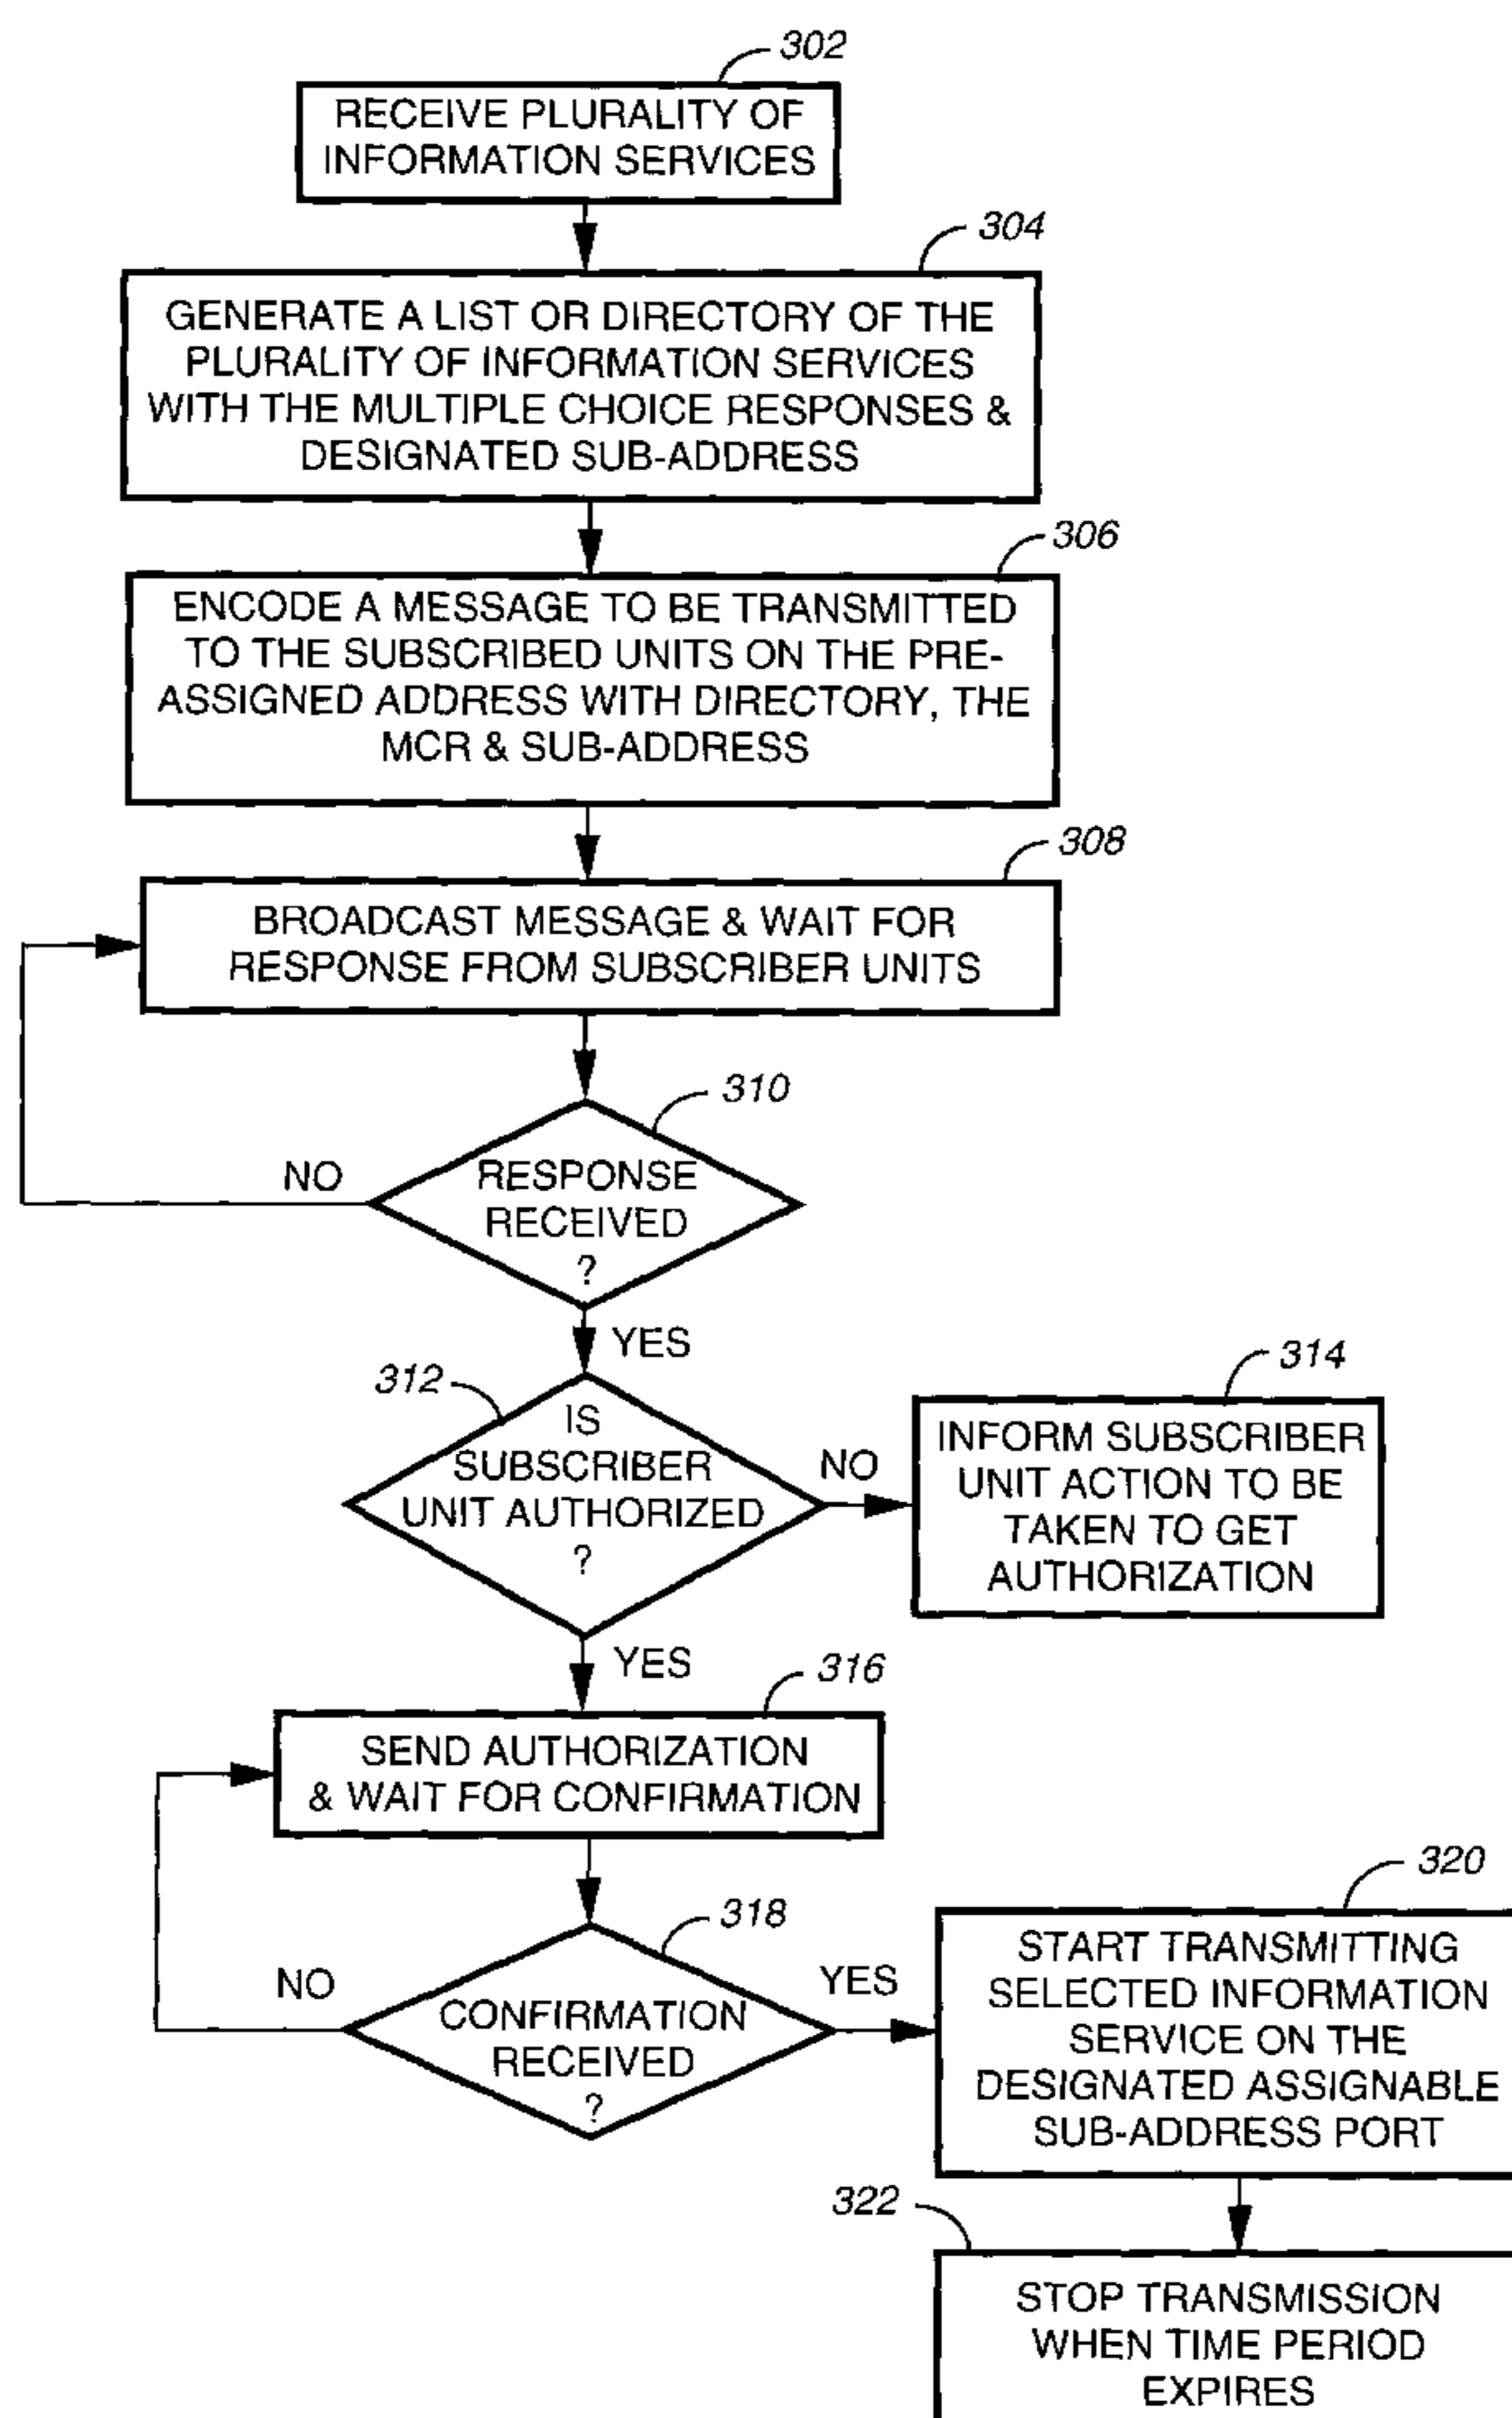 302
RECEIVE PLURALITY OF
INFORMATION SERVICES
304
GENERATE A LIST OR DIRECTORY OF THE
PLURALITY OF INFORMATION SERVICES
WITH THE MULTIPLE CHOICE RESPONSES &
DESIGNATED SUB-ADDRESS
306
ENCODE A MESSAGE TO BE TRANSMITTED
TO THE SUBSCRIBED UNITS ON THE PRE-
ASSIGNED ADDRESS WITH DIRECTORY, THE
MCR & SUB-ADDRESS
308
BROADCAST MESSAGE & WAIT FOR
RESPONSE FROM SUBSCRIBER UNITS
310
NO
RESPONSE
RECEIVED
?
YES
312
IS
SUBSCRIBER
UNIT AUTHORIZED
?
NO
314
INFORM SUBSCRIBER
UNIT ACTION TO BE
TAKEN TO GET
AUTHORIZATION
YES
316
SEND AUTHORIZATION
& WAIT FOR CONFIRMATION
318
NO
CONFIRMATION
RECEIVED
?
YES
320
START TRANSMITTING
SELECTED INFORMATION
SERVICE ON THE
DESIGNATED ASSIGNABLE
SUB-ADDRESS PORT
322
STOP TRANSMISSION
WHEN TIME PERIOD
EXPIRES